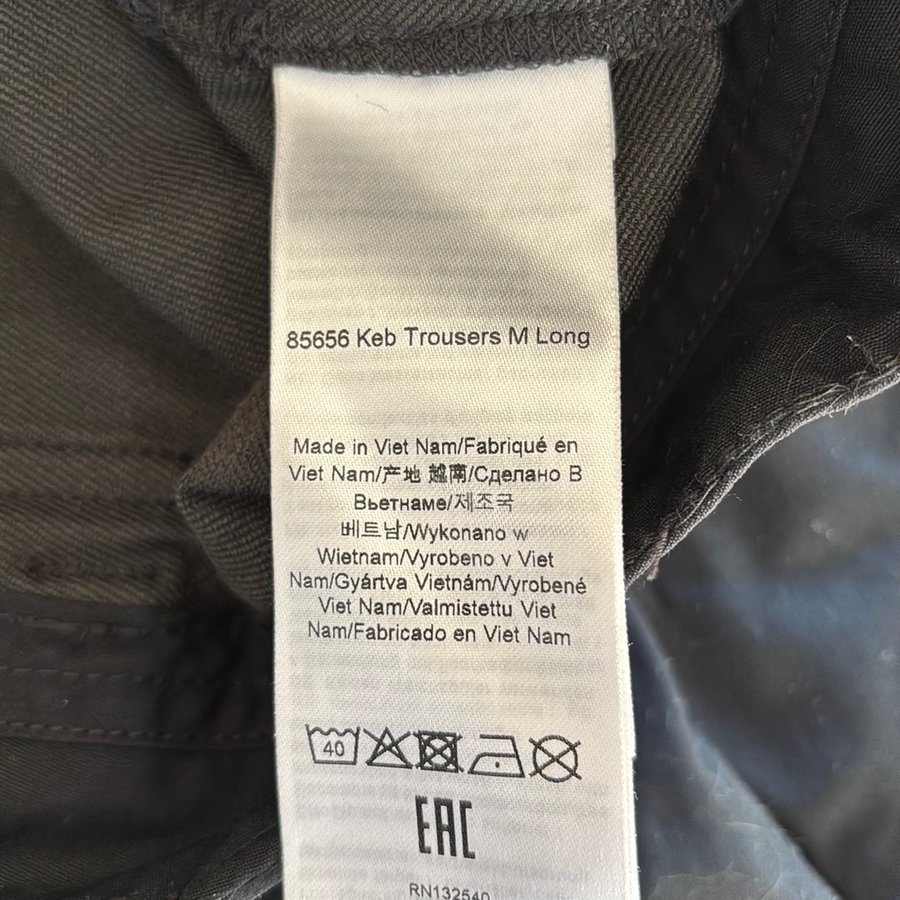 85656 Keb Trousers M Long
Made in Viet Nam/Fabriqué en
Viet Nam/产地 越南/Сделано В
Вьетнаме/제조국
베트남/Wykonano w
Wietnam/Vyrobeno v Viet
Nam/Gyártva Vietnám/Vyrobené
Viet Nam/Valmistettu Viet
Nam/Fabricado en Viet Nam
40
EAC
RN132540